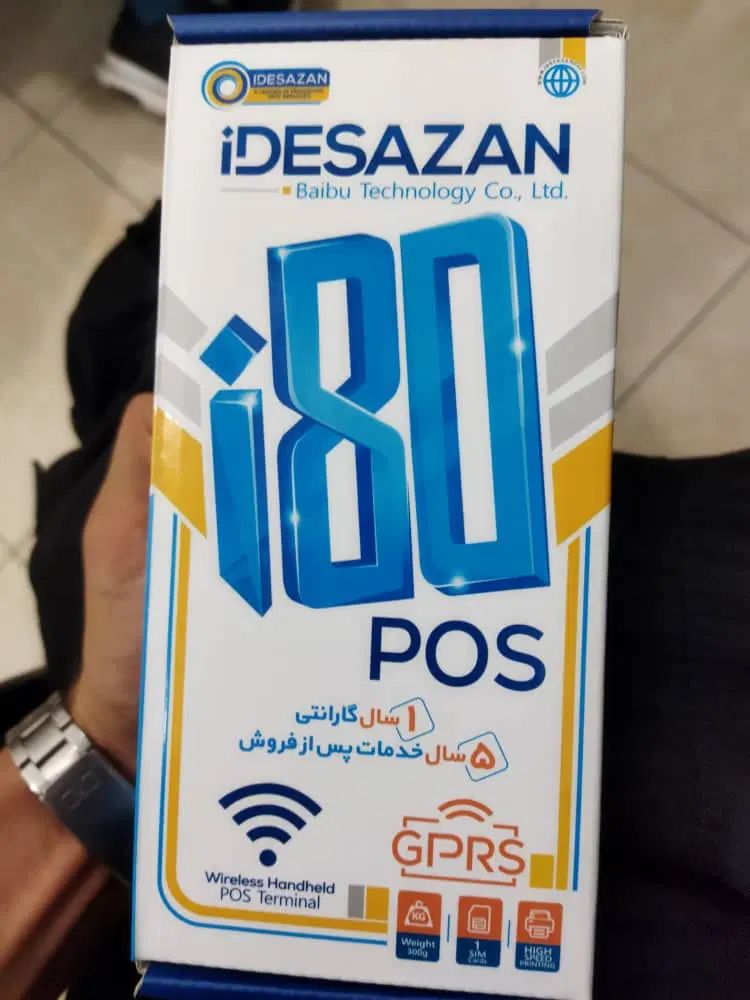 IDESAZAN
iDESAZAN
Baibu Technology Co., Ltd.
i80
POS
۱ سال گارانتی
۵ سال خدمات پس از فروش
Wireless Handheld
POS Terminal
GPRS
KG
Weight
300g
1
SIM
Cards
HIGH
SPEED
PRINTING